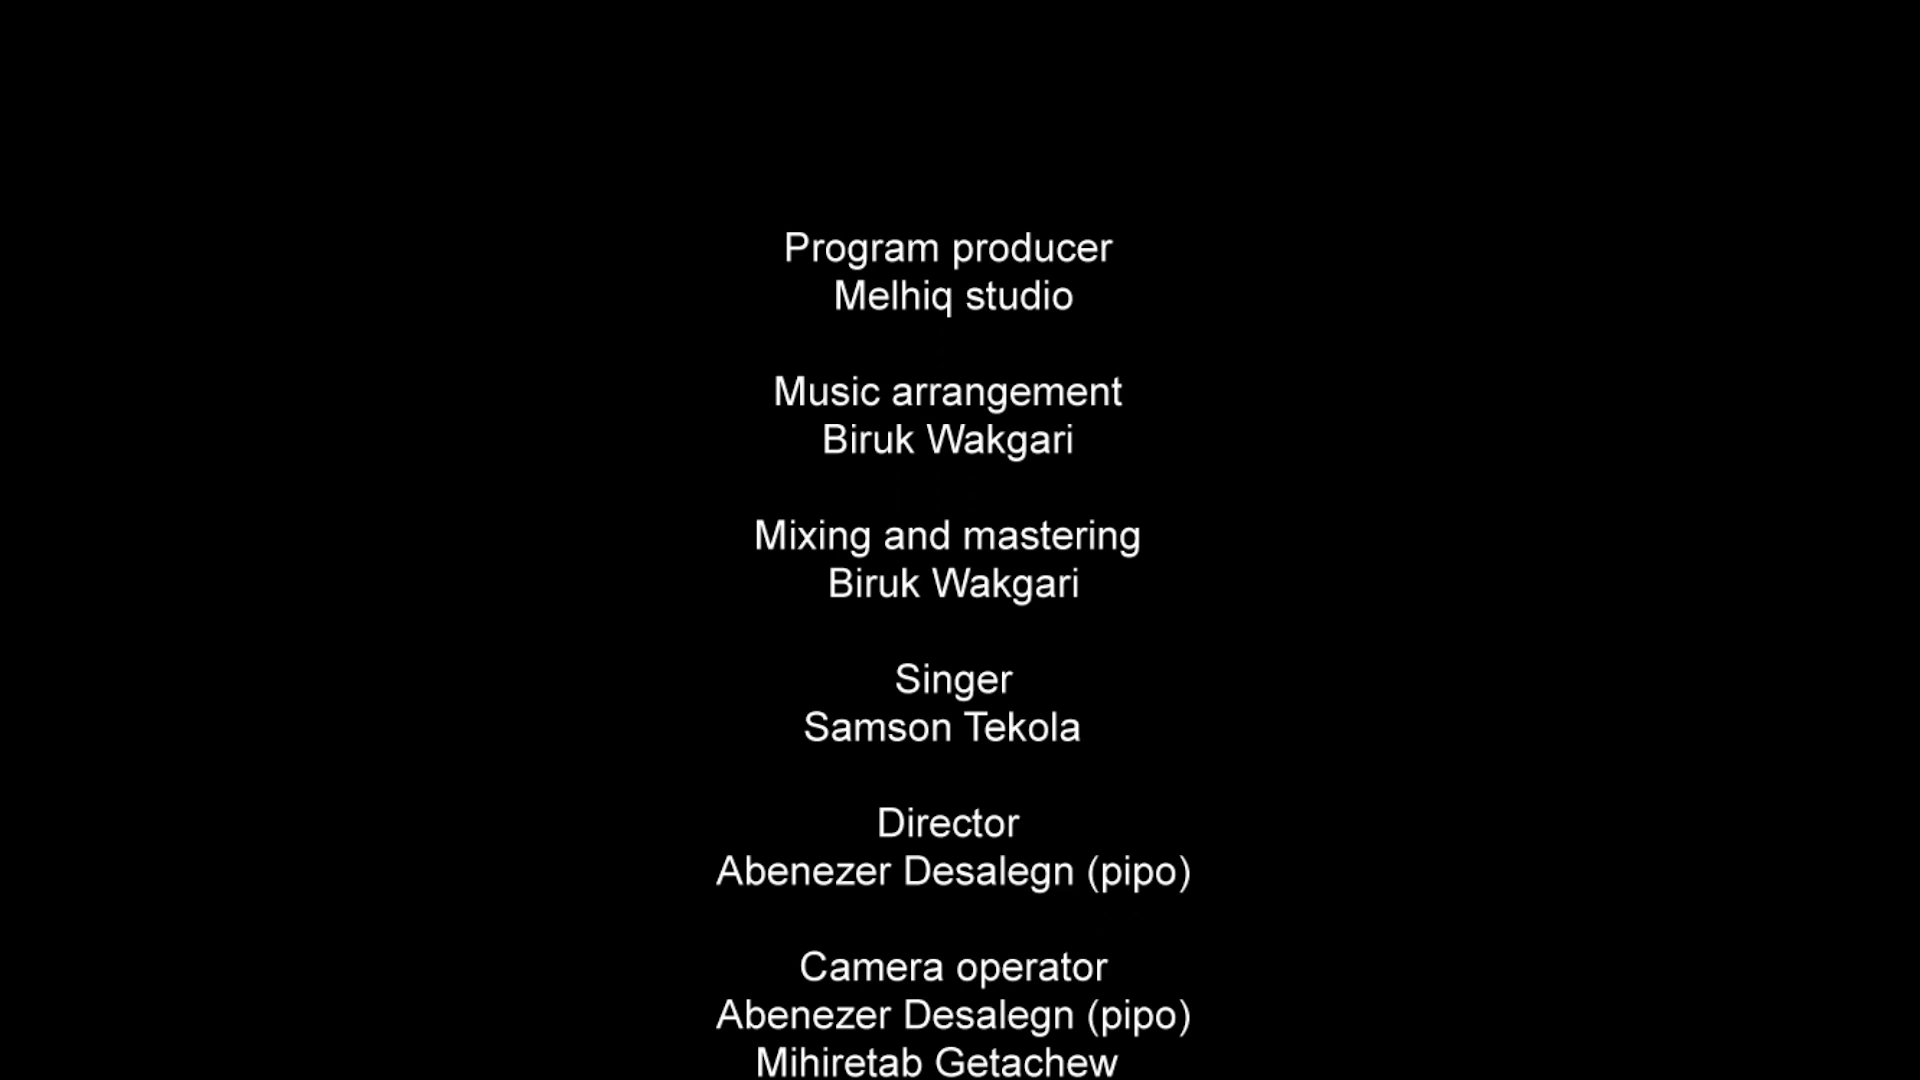 Program producer
Melhiq studio
Music arrangement
Biruk Wakgari
Mixing and mastering
Biruk Wakgari
Singer
Samson Tekola
Director
Abenezer Desalegn (pipo)
Camera operator
Abenezer Desalegn (pipo)
Mihiretab Getachew